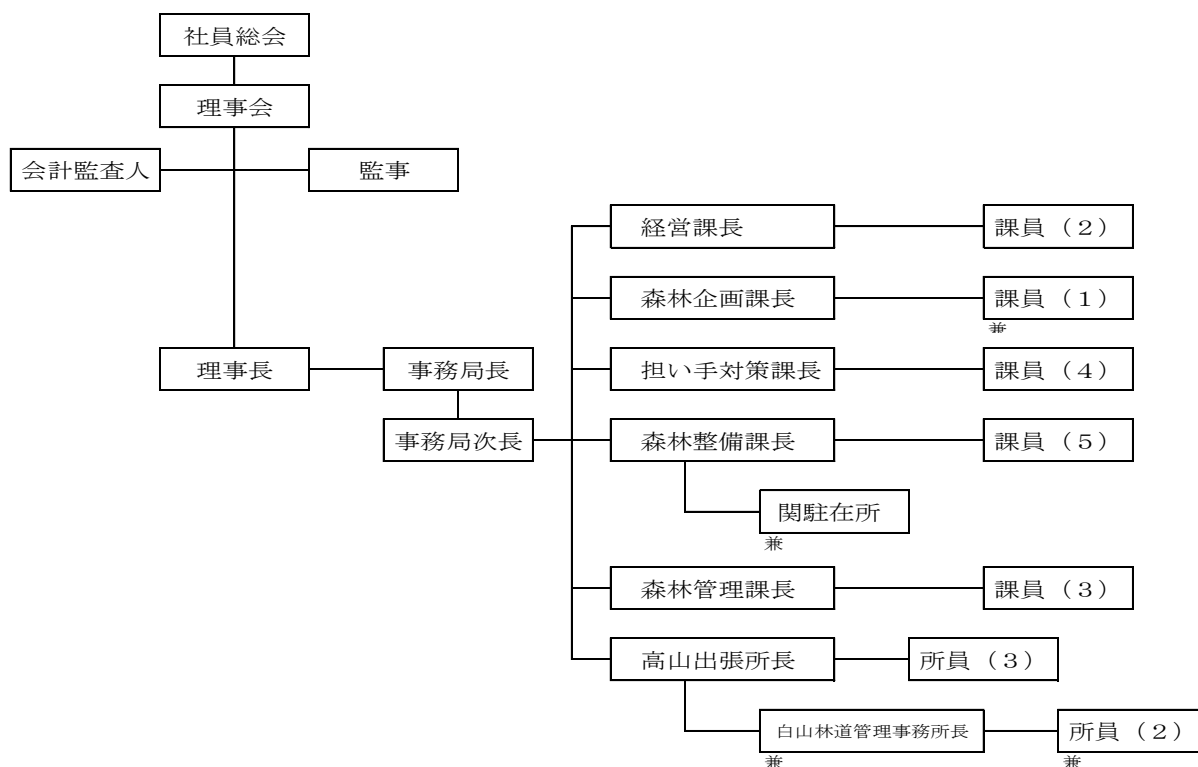 社員総会
理事会
会計監査人
監事
経営課長
課員（２）
森林企画課長
課員（１）
兼
理事長
事務局長
担い手対策課長
課員（４）
事務局次長
森林整備課長
課員（５）
関駐在所
兼
森林管理課長
課員（３）
高山出張所長
所員（３）
白山林道管理事務所長
所員（２）
兼
兼